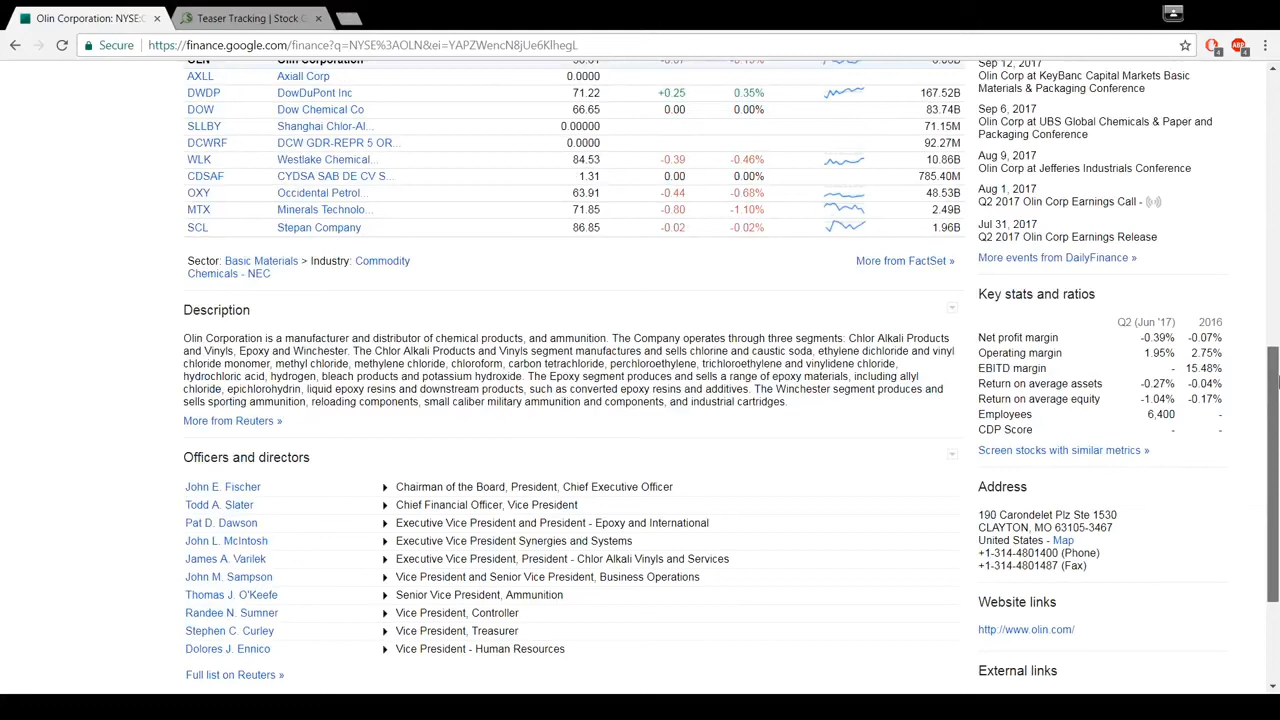 Olin Corporation: NYSE:O
Teaser Tracking | Stock G
Secure
https://finance.google.com/finance?q=NYSE%3AOLN&ei=YAPZWencN8jUe6KlhegL
OLN Olin Corporation
AXLL Axiall Corp 0.0000
DWDP DowDuPont Inc 71.22 +0.25 0.35% 167.52B
DOW Dow Chemical Co 66.65 0.00 0.00% 83.74B
SLLBY Shanghai Chlor-Al... 0.00000 71.15M
DCWRF DCW GDR-REPR 5 OR... 0.0000 92.27M
WLK Westlake Chemical... 84.53 -0.39 -0.46% 10.86B
CDSAF CYDSA SAB DE CV S... 1.31 0.00 0.00% 785.40M
OXY Occidental Petrol... 63.91 -0.44 -0.68% 48.53B
MTX Minerals Technolo... 71.85 -0.80 -1.10% 2.49B
SCL Stepan Company 86.85 -0.02 -0.02% 1.96B
Sector: Basic Materials > Industry: Commodity
Chemicals - NEC
More from FactSet »
Description
Olin Corporation is a manufacturer and distributor of chemical products, and ammunition. The Company operates through three segments: Chlor Alkali Products
and Vinyls, Epoxy and Winchester. The Chlor Alkali Products and Vinyls segment manufactures and sells chlorine and caustic soda, ethylene dichloride and vinyl
chloride monomer, methyl chloride, methylene chloride, chloroform, carbon tetrachloride, perchloroethylene, trichloroethylene and vinylidene chloride,
hydrochloric acid, hydrogen, bleach products and potassium hydroxide. The Epoxy segment produces and sells a range of epoxy materials, including allyl
chloride, epichlorohydrin, liquid epoxy resins and downstream products, such as converted epoxy resins and additives. The Winchester segment produces and
sells sporting ammunition, reloading components, small caliber military ammunition and components, and industrial cartridges.
More from Reuters »
Officers and directors
John E. Fischer Chairman of the Board, President, Chief Executive Officer
Todd A. Slater Chief Financial Officer, Vice President
Pat D. Dawson Executive Vice President and President - Epoxy and International
John L. McIntosh Executive Vice President Synergies and Systems
James A. Varilek Executive Vice President, President - Chlor Alkali Vinyls and Services
John M. Sampson Vice President and Senior Vice President, Business Operations
Thomas J. O'Keefe Senior Vice President, Ammunition
Randee N. Sumner Vice President, Controller
Stephen C. Curley Vice President, Treasurer
Dolores J. Ennico Vice President - Human Resources
Full list on Reuters »
Sep 12, 2017
Olin Corp at KeyBanc Capital Markets Basic
Materials & Packaging Conference
Sep 6, 2017
Olin Corp at UBS Global Chemicals & Paper and
Packaging Conference
Aug 9, 2017
Olin Corp at Jefferies Industrials Conference
Aug 1, 2017
Q2 2017 Olin Corp Earnings Call -
Jul 31, 2017
Q2 2017 Olin Corp Earnings Release
More events from DailyFinance »
Key stats and ratios
Q2 (Jun '17) 2016
Net profit margin -0.39% -0.07%
Operating margin 1.95% 2.75%
EBITD margin - 15.48%
Return on average assets -0.27% -0.04%
Return on average equity -1.04% -0.17%
Employees 6,400 -
CDP Score - -
Screen stocks with similar metrics »
Address
190 Carondelet Plz Ste 1530
CLAYTON, MO 63105-3467
United States - Map
+1-314-4801400 (Phone)
+1-314-4801487 (Fax)
Website links
http://www.olin.com/
External links